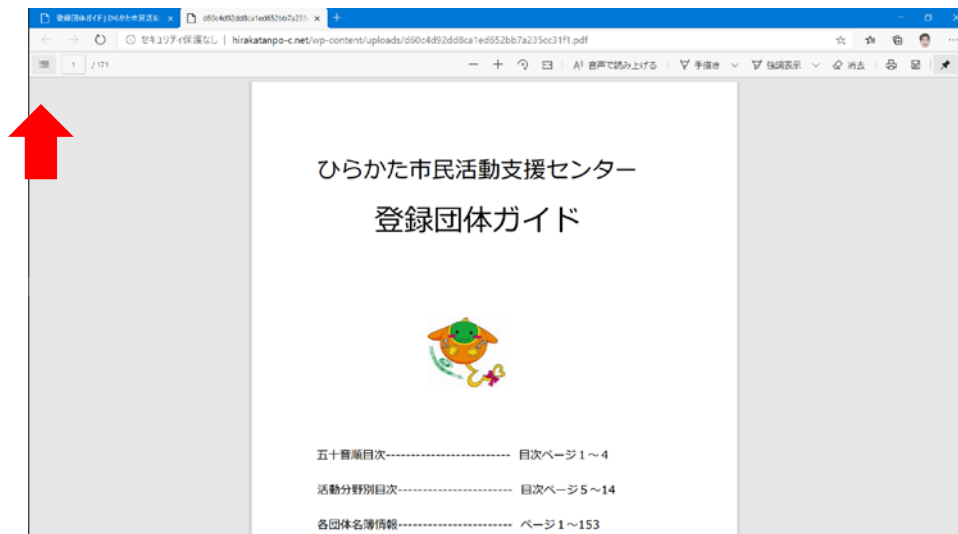 登録団体ガイド | ひらかた市民活動
d60c4d92dd8ca1ed652bb7a235
セキュリティ保護なし | hirakatanpo-c.net/wp-content/uploads/d60c4d92dd8ca1ed652bb7a235cc31f1.pdf
1 / 171
音声で読み上げる 手描き 強調表示 消去
ひらかた市民活動支援センター
登録団体ガイド
五十音順目次------------------------- 目次ページ１～４
活動分野別目次----------------------- 目次ページ５～14
各団体名簿情報----------------------- ページ１～153